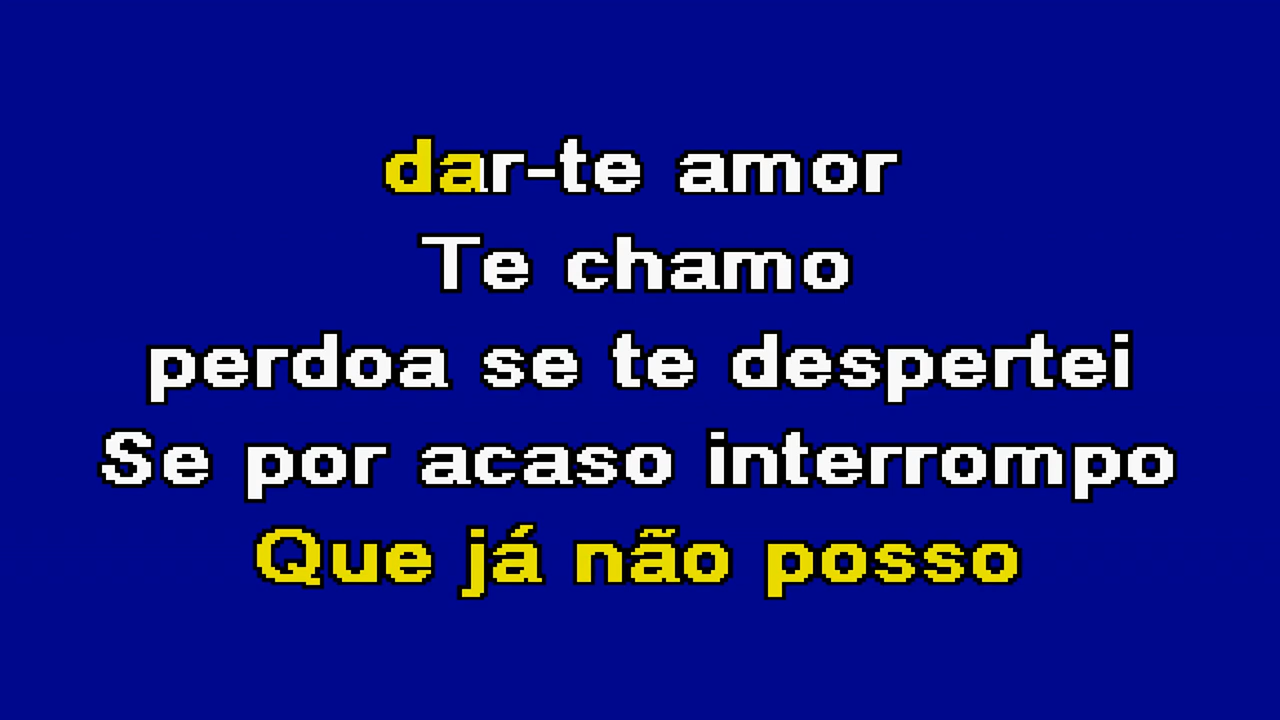 dar-te amor
Te chamo
perdoa se te despertei
Se por acaso interrompo
Que já não posso